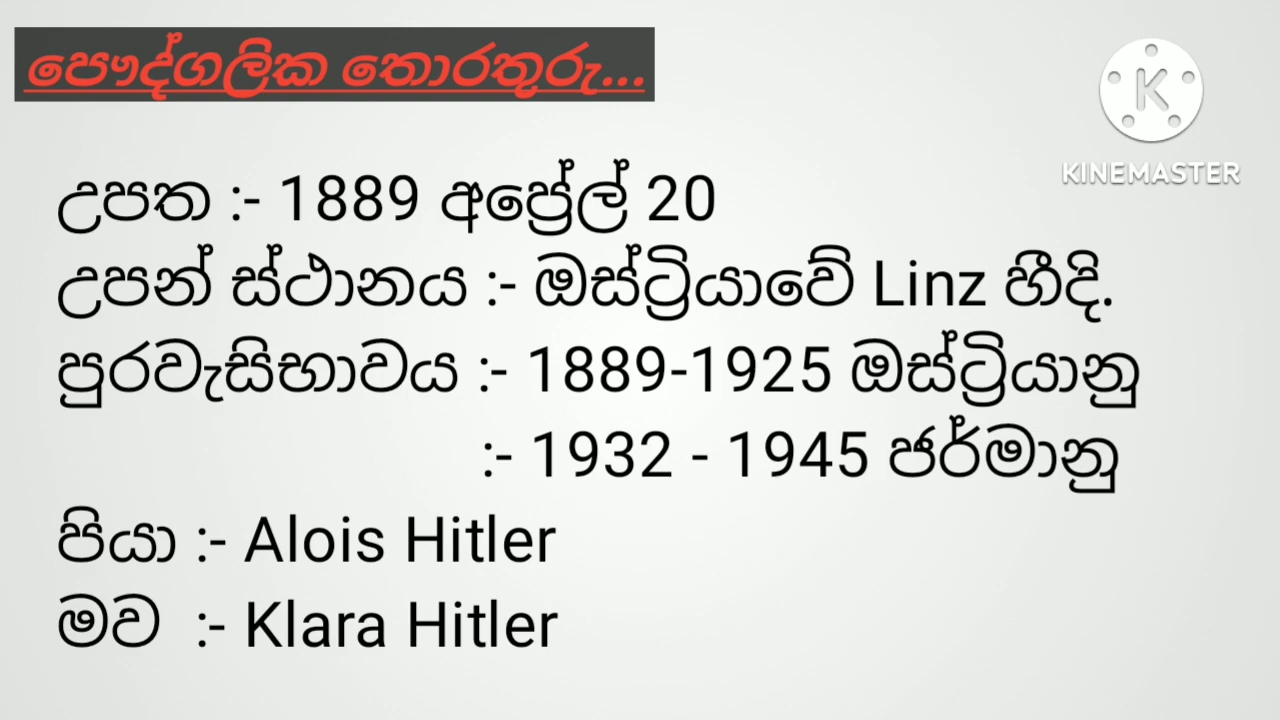 පෞද්ගලික තොරතුරු...
K
KINEMASTER
උපත :- 1889 අප්‍රේල් 20
උපන් ස්ථානය :- ඔස්ට්‍රියාවේ Linz හීදි.
පුරවැසිභාවය :- 1889-1925 ඔස්ට්‍රියානු
:- 1932 - 1945 ජර්මානු
පියා :- Alois Hitler
මව :- Klara Hitler